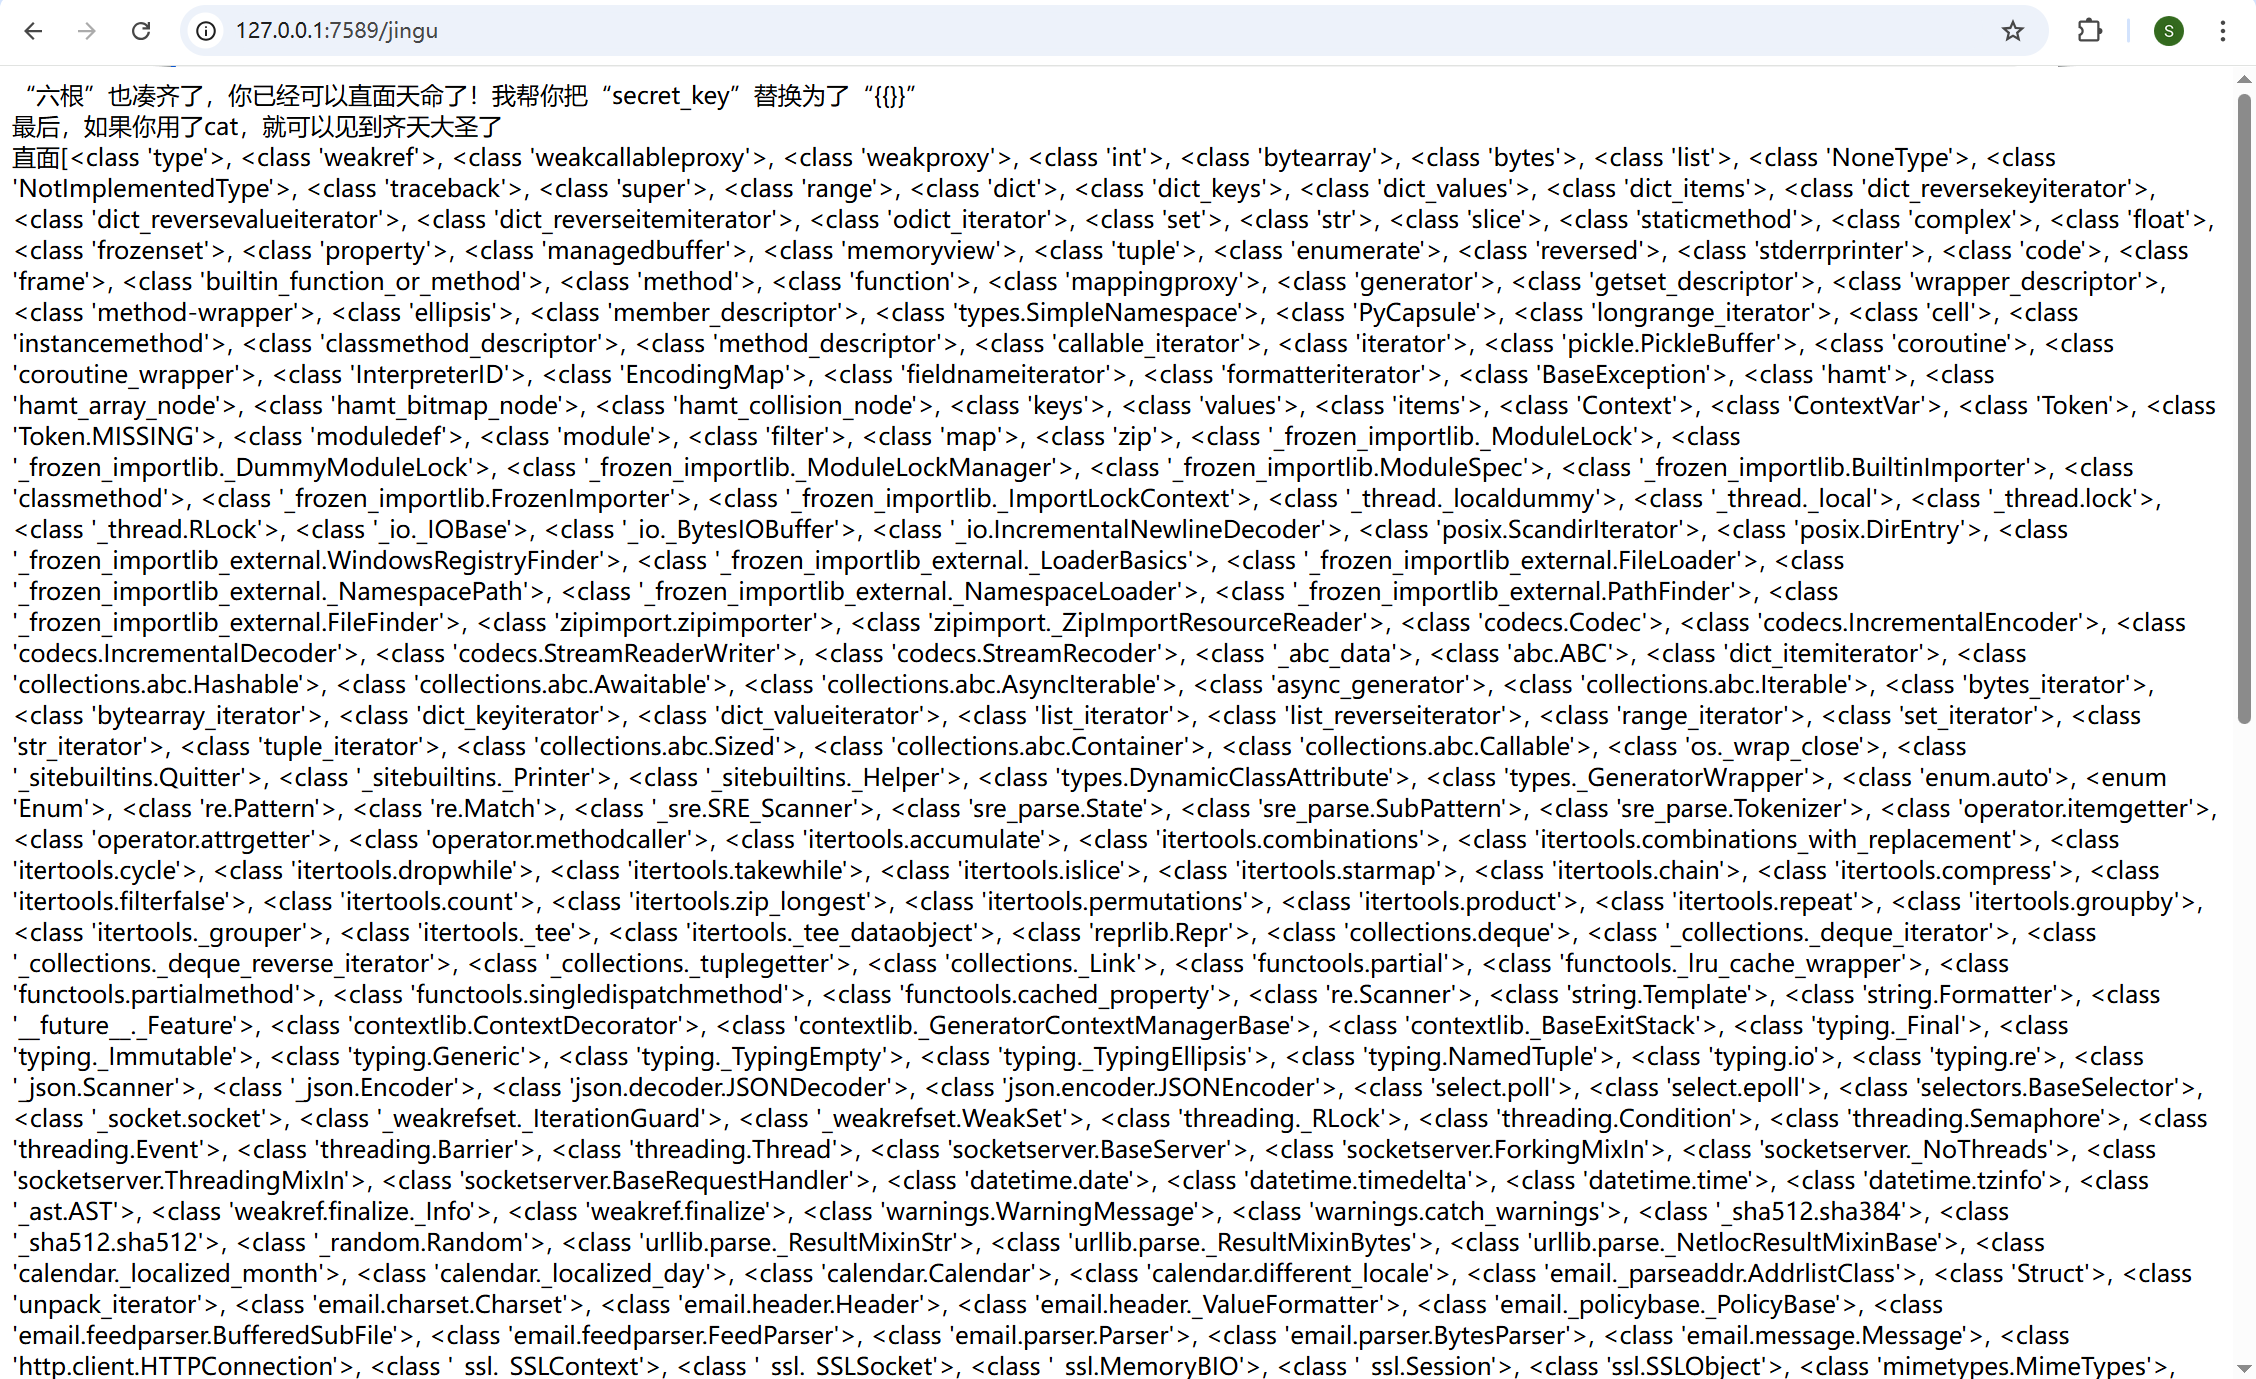 127.0.0.1:7589/jingu
S
“六根”也凑齐了，你已经可以直面天命了！我帮你把“secret_key”替换为了“{{}}”
最后，如果你用了cat，就可以见到齐天大圣了
直面[<class 'type'>, <class 'weakref'>, <class 'weakcallableproxy'>, <class 'weakproxy'>, <class 'int'>, <class 'bytearray'>, <class 'bytes'>, <class 'list'>, <class 'NoneType'>, <class
'NotImplementedType'>, <class 'traceback'>, <class 'super'>, <class 'range'>, <class 'dict'>, <class 'dict_keys'>, <class 'dict_values'>, <class 'dict_items'>, <class 'dict_reversekeyiterator'>,
<class 'dict_reversevalueiterator'>, <class 'dict_reverseitemiterator'>, <class 'odict_iterator'>, <class 'set'>, <class 'str'>, <class 'slice'>, <class 'staticmethod'>, <class 'complex'>, <class 'float'>,
<class 'frozenset'>, <class 'property'>, <class 'managedbuffer'>, <class 'memoryview'>, <class 'tuple'>, <class 'enumerate'>, <class 'reversed'>, <class 'stderrprinter'>, <class 'code'>, <class
'frame'>, <class 'builtin_function_or_method'>, <class 'method'>, <class 'function'>, <class 'mappingproxy'>, <class 'generator'>, <class 'getset_descriptor'>, <class 'wrapper_descriptor'>,
<class 'method-wrapper'>, <class 'ellipsis'>, <class 'member_descriptor'>, <class 'types.SimpleNamespace'>, <class 'PyCapsule'>, <class 'longrange_iterator'>, <class 'cell'>, <class
'instancemethod'>, <class 'classmethod_descriptor'>, <class 'method_descriptor'>, <class 'callable_iterator'>, <class 'iterator'>, <class 'pickle.PickleBuffer'>, <class 'coroutine'>, <class
'coroutine_wrapper'>, <class 'InterpreterID'>, <class 'EncodingMap'>, <class 'fieldnameiterator'>, <class 'formatteriterator'>, <class 'BaseException'>, <class 'hamt'>, <class
'hamt_array_node'>, <class 'hamt_bitmap_node'>, <class 'hamt_collision_node'>, <class 'keys'>, <class 'values'>, <class 'items'>, <class 'Context'>, <class 'ContextVar'>, <class 'Token'>, <class
'Token.MISSING'>, <class 'moduledef'>, <class 'module'>, <class 'filter'>, <class 'map'>, <class 'zip'>, <class '_frozen_importlib._ModuleLock'>, <class
'_frozen_importlib._DummyModuleLock'>, <class '_frozen_importlib._ModuleLockManager'>, <class '_frozen_importlib.ModuleSpec'>, <class '_frozen_importlib.BuiltinImporter'>, <class
'classmethod'>, <class '_frozen_importlib.FrozenImporter'>, <class '_frozen_importlib._ImportLockContext'>, <class '_thread._localdummy'>, <class '_thread._local'>, <class '_thread.lock'>,
<class '_thread.RLock'>, <class '_io._IOBase'>, <class '_io._BytesIOBuffer'>, <class '_io.IncrementalNewlineDecoder'>, <class 'posix.ScandirIterator'>, <class 'posix.DirEntry'>, <class
'_frozen_importlib_external.WindowsRegistryFinder'>, <class '_frozen_importlib_external._LoaderBasics'>, <class '_frozen_importlib_external.FileLoader'>, <class
'_frozen_importlib_external._NamespacePath'>, <class '_frozen_importlib_external._NamespaceLoader'>, <class '_frozen_importlib_external.PathFinder'>, <class
'_frozen_importlib_external.FileFinder'>, <class 'zipimport.zipimporter'>, <class 'zipimport._ZipImportResourceReader'>, <class 'codecs.Codec'>, <class 'codecs.IncrementalEncoder'>, <class
'codecs.IncrementalDecoder'>, <class 'codecs.StreamReaderWriter'>, <class 'codecs.StreamRecoder'>, <class '_abc_data'>, <class 'abc.ABC'>, <class 'dict_itemiterator'>, <class
'collections.abc.Hashable'>, <class 'collections.abc.Awaitable'>, <class 'collections.abc.AsyncIterable'>, <class 'async_generator'>, <class 'collections.abc.Iterable'>, <class 'bytes_iterator'>,
<class 'bytearray_iterator'>, <class 'dict_keyiterator'>, <class 'dict_valueiterator'>, <class 'list_iterator'>, <class 'list_reverseiterator'>, <class 'range_iterator'>, <class 'set_iterator'>, <class
'str_iterator'>, <class 'tuple_iterator'>, <class 'collections.abc.Sized'>, <class 'collections.abc.Container'>, <class 'collections.abc.Callable'>, <class 'os._wrap_close'>, <class
'_sitebuiltins.Quitter'>, <class '_sitebuiltins._Printer'>, <class '_sitebuiltins._Helper'>, <class 'types.DynamicClassAttribute'>, <class 'types._GeneratorWrapper'>, <class 'enum.auto'>, <enum
'Enum'>, <class 're.Pattern'>, <class 're.Match'>, <class '_sre.SRE_Scanner'>, <class 'sre_parse.State'>, <class 'sre_parse.SubPattern'>, <class 'sre_parse.Tokenizer'>, <class 'operator.itemgetter'>,
<class 'operator.attrgetter'>, <class 'operator.methodcaller'>, <class 'itertools.accumulate'>, <class 'itertools.combinations'>, <class 'itertools.combinations_with_replacement'>, <class
'itertools.cycle'>, <class 'itertools.dropwhile'>, <class 'itertools.takewhile'>, <class 'itertools.islice'>, <class 'itertools.starmap'>, <class 'itertools.chain'>, <class 'itertools.compress'>, <class
'itertools.filterfalse'>, <class 'itertools.count'>, <class 'itertools.zip_longest'>, <class 'itertools.permutations'>, <class 'itertools.product'>, <class 'itertools.repeat'>, <class 'itertools.groupby'>,
<class 'itertools._grouper'>, <class 'itertools._tee'>, <class 'itertools._tee_dataobject'>, <class 'reprlib.Repr'>, <class 'collections.deque'>, <class '_collections._deque_iterator'>, <class
'_collections._deque_reverse_iterator'>, <class '_collections._tuplegetter'>, <class 'collections._Link'>, <class 'functools.partial'>, <class 'functools._lru_cache_wrapper'>, <class
'functools.partialmethod'>, <class 'functools.singledispatchmethod'>, <class 'functools.cached_property'>, <class 're.Scanner'>, <class 'string.Template'>, <class 'string.Formatter'>, <class
'__future__._Feature'>, <class 'contextlib.ContextDecorator'>, <class 'contextlib._GeneratorContextManagerBase'>, <class 'contextlib._BaseExitStack'>, <class 'typing._Final'>, <class
'typing._Immutable'>, <class 'typing.Generic'>, <class 'typing._TypingEmpty'>, <class 'typing._TypingEllipsis'>, <class 'typing.NamedTuple'>, <class 'typing.io'>, <class 'typing.re'>, <class
'_json.Scanner'>, <class '_json.Encoder'>, <class 'json.decoder.JSONDecoder'>, <class 'json.encoder.JSONEncoder'>, <class 'select.poll'>, <class 'select.epoll'>, <class 'selectors.BaseSelector'>,
<class '_socket.socket'>, <class '_weakrefset._IterationGuard'>, <class '_weakrefset.WeakSet'>, <class 'threading._RLock'>, <class 'threading.Condition'>, <class 'threading.Semaphore'>, <class
'threading.Event'>, <class 'threading.Barrier'>, <class 'threading.Thread'>, <class 'socketserver.BaseServer'>, <class 'socketserver.ForkingMixIn'>, <class 'socketserver._NoThreads'>, <class
'socketserver.ThreadingMixIn'>, <class 'socketserver.BaseRequestHandler'>, <class 'datetime.date'>, <class 'datetime.timedelta'>, <class 'datetime.time'>, <class 'datetime.tzinfo'>, <class
'_ast.AST'>, <class 'weakref.finalize._Info'>, <class 'weakref.finalize'>, <class 'warnings.WarningMessage'>, <class 'warnings.catch_warnings'>, <class '_sha512.sha384'>, <class
'_sha512.sha512'>, <class '_random.Random'>, <class 'urllib.parse._ResultMixinStr'>, <class 'urllib.parse._ResultMixinBytes'>, <class 'urllib.parse._NetlocResultMixinBase'>, <class
'calendar._localized_month'>, <class 'calendar._localized_day'>, <class 'calendar.Calendar'>, <class 'calendar.different_locale'>, <class 'email._parseaddr.AddrlistClass'>, <class 'Struct'>, <class
'unpack_iterator'>, <class 'email.charset.Charset'>, <class 'email.header.Header'>, <class 'email.header._ValueFormatter'>, <class 'email._policybase._PolicyBase'>, <class
'email.feedparser.BufferedSubFile'>, <class 'email.feedparser.FeedParser'>, <class 'email.parser.Parser'>, <class 'email.parser.BytesParser'>, <class 'email.message.Message'>, <class
'http.client.HTTPConnection'>, <class '_ssl._SSLContext'>, <class '_ssl._SSLSocket'>, <class '_ssl.MemoryBIO'>, <class '_ssl.Session'>, <class 'ssl.SSLObject'>, <class 'mimetypes.MimeTypes'>,